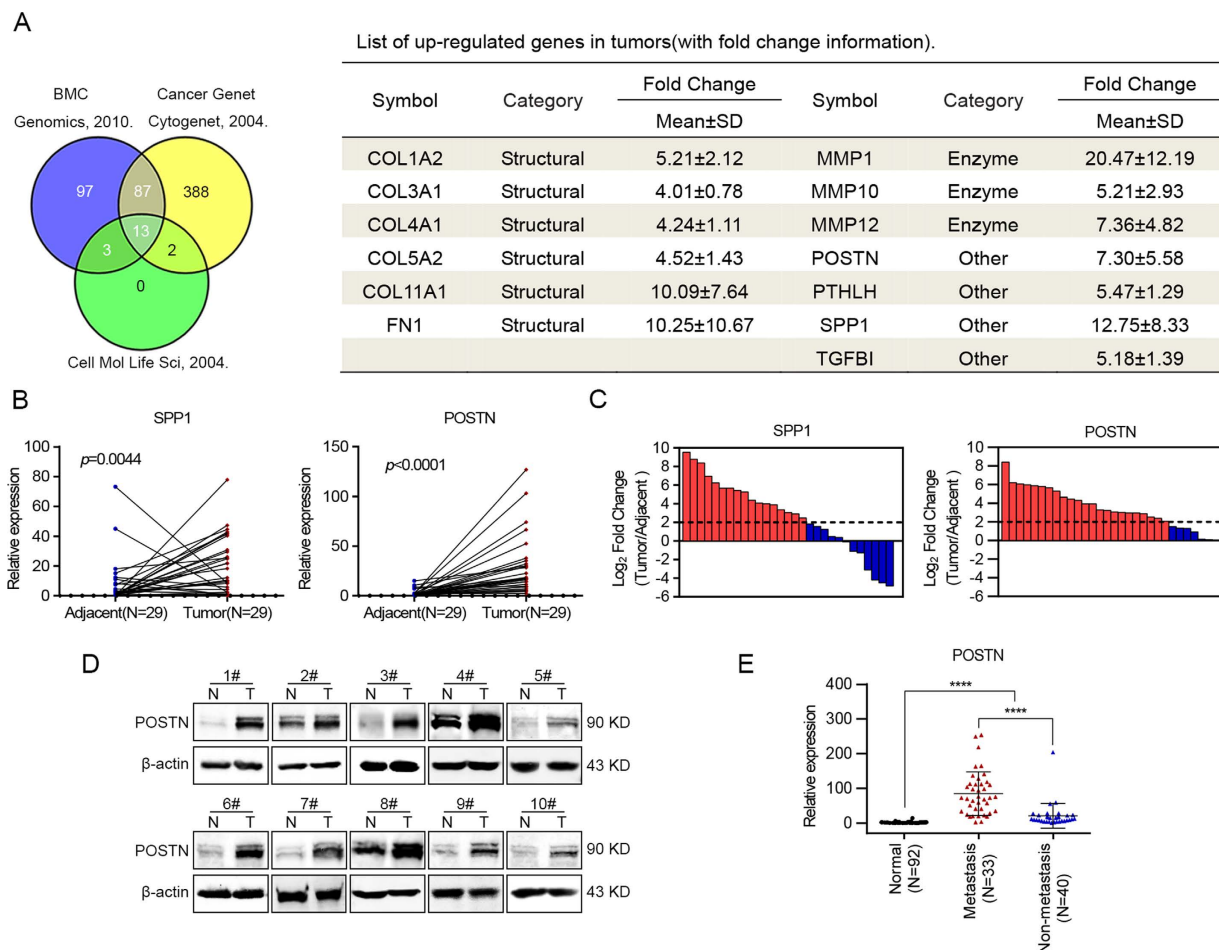 A
BMC
Genomics, 2010.
Cancer Genet
Cytogenet, 2004.
97
87
388
13
3
2
0
Cell Mol Life Sci, 2004.
List of up-regulated genes in tumors(with fold change information).
Symbol Category Fold Change Symbol Category Fold Change
Mean±SD Mean±SD
COL1A2 Structural 5.21±2.12 MMP1 Enzyme 20.47±12.19
COL3A1 Structural 4.01±0.78 MMP10 Enzyme 5.21±2.93
COL4A1 Structural 4.24±1.11 MMP12 Enzyme 7.36±4.82
COL5A2 Structural 4.52±1.43 POSTN Other 7.30±5.58
COL11A1 Structural 10.09±7.64 PTHLH Other 5.47±1.29
FN1 Structural 10.25±10.67 SPP1 Other 12.75±8.33
TGFBI Other 5.18±1.39
B
SPP1
Relative expression
100
80
60
40
20
0
p=0.0044
Adjacent(N=29) Tumor(N=29)
POSTN
Relative expression
150
100
50
0
p<0.0001
Adjacent(N=29) Tumor(N=29)
C
SPP1
Log2 Fold Change
(Tumor/Adjacent )
10
8
6
4
2
0
-2
-4
-6
POSTN
Log2 Fold Change
(Tumor/Adjacent )
10
8
6
4
2
0
-2
-4
-6
D
1# 2# 3# 4# 5#
N T N T N T N T N T
POSTN 90 KD
β-actin 43 KD
6# 7# 8# 9# 10#
N T N T N T N T N T
POSTN 90 KD
β-actin 43 KD
E
POSTN
Relative expression
400
300
200
100
0
****
****
Normal
(N=92)
Metastasis
(N=33)
Non-metastasis
(N=40)